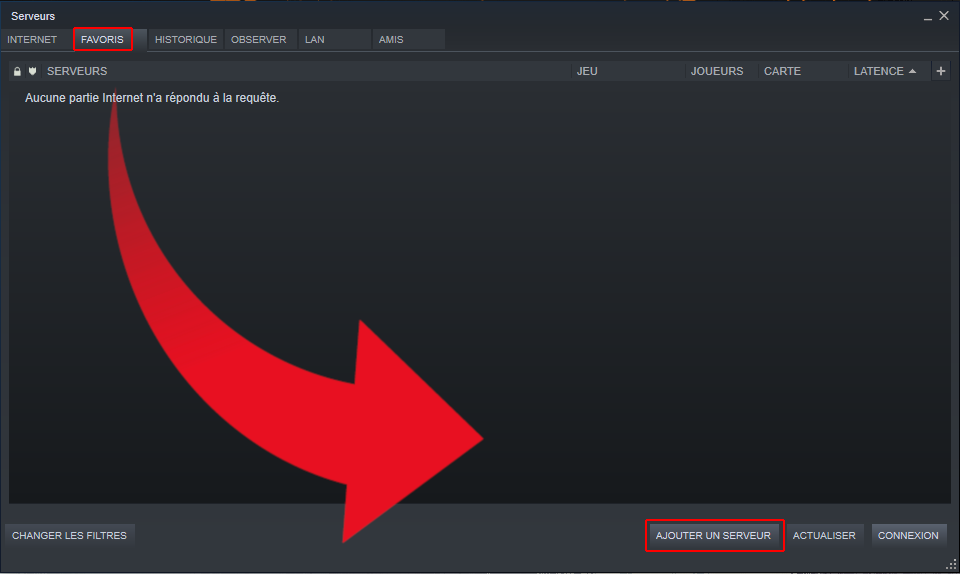 Serveurs
INTERNET FAVORIS HISTORIQUE OBSERVER LAN AMIS
SERVEURS JEU JOUEURS CARTE LATENCE
Aucune partie Internet n'a répondu à la requête.
CHANGER LES FILTRES AJOUTER UN SERVEUR ACTUALISER CONNEXION